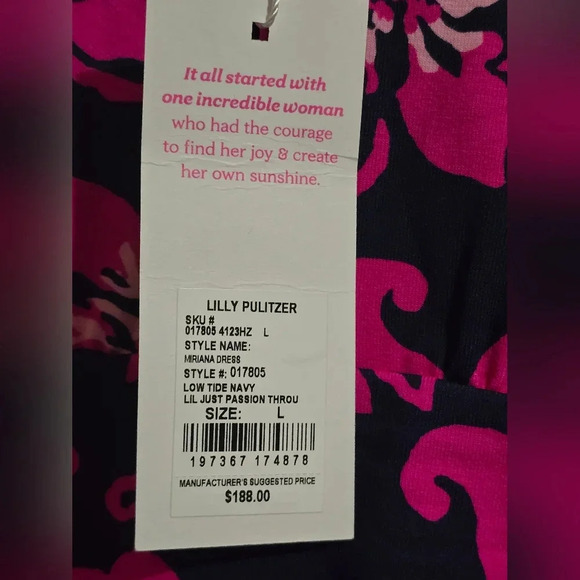 It all started with
one incredible woman
who had the courage
to find her joy & create
her own sunshine.
LILLY PULITZER
SKU #
017805 4123HZ L
STYLE NAME:
MIRIANA DRESS
STYLE #: 017805
LOW TIDE NAVY
LIL JUST PASSION THROU
SIZE: L
197367 174878
MANUFACTURER'S SUGGESTED PRICE
$188.00